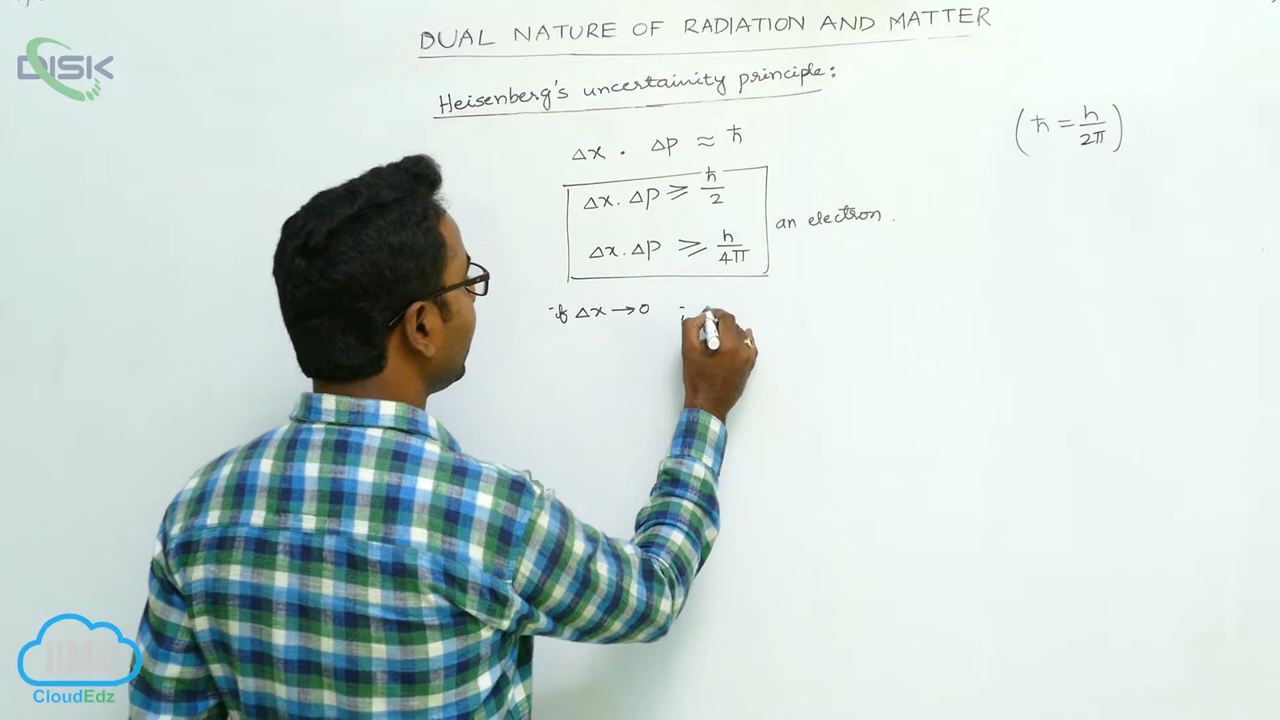 DISK
DUAL NATURE OF RADIATION AND MATTER
Heisenberg's uncertainity principle:
(ħ = h/2π)
Δx . Δp ≈ ħ
Δx. Δp ⩾ ħ/2
an electron.
Δx. Δp ⩾ h/4π
if Δx → 0 ;
CloudEdz